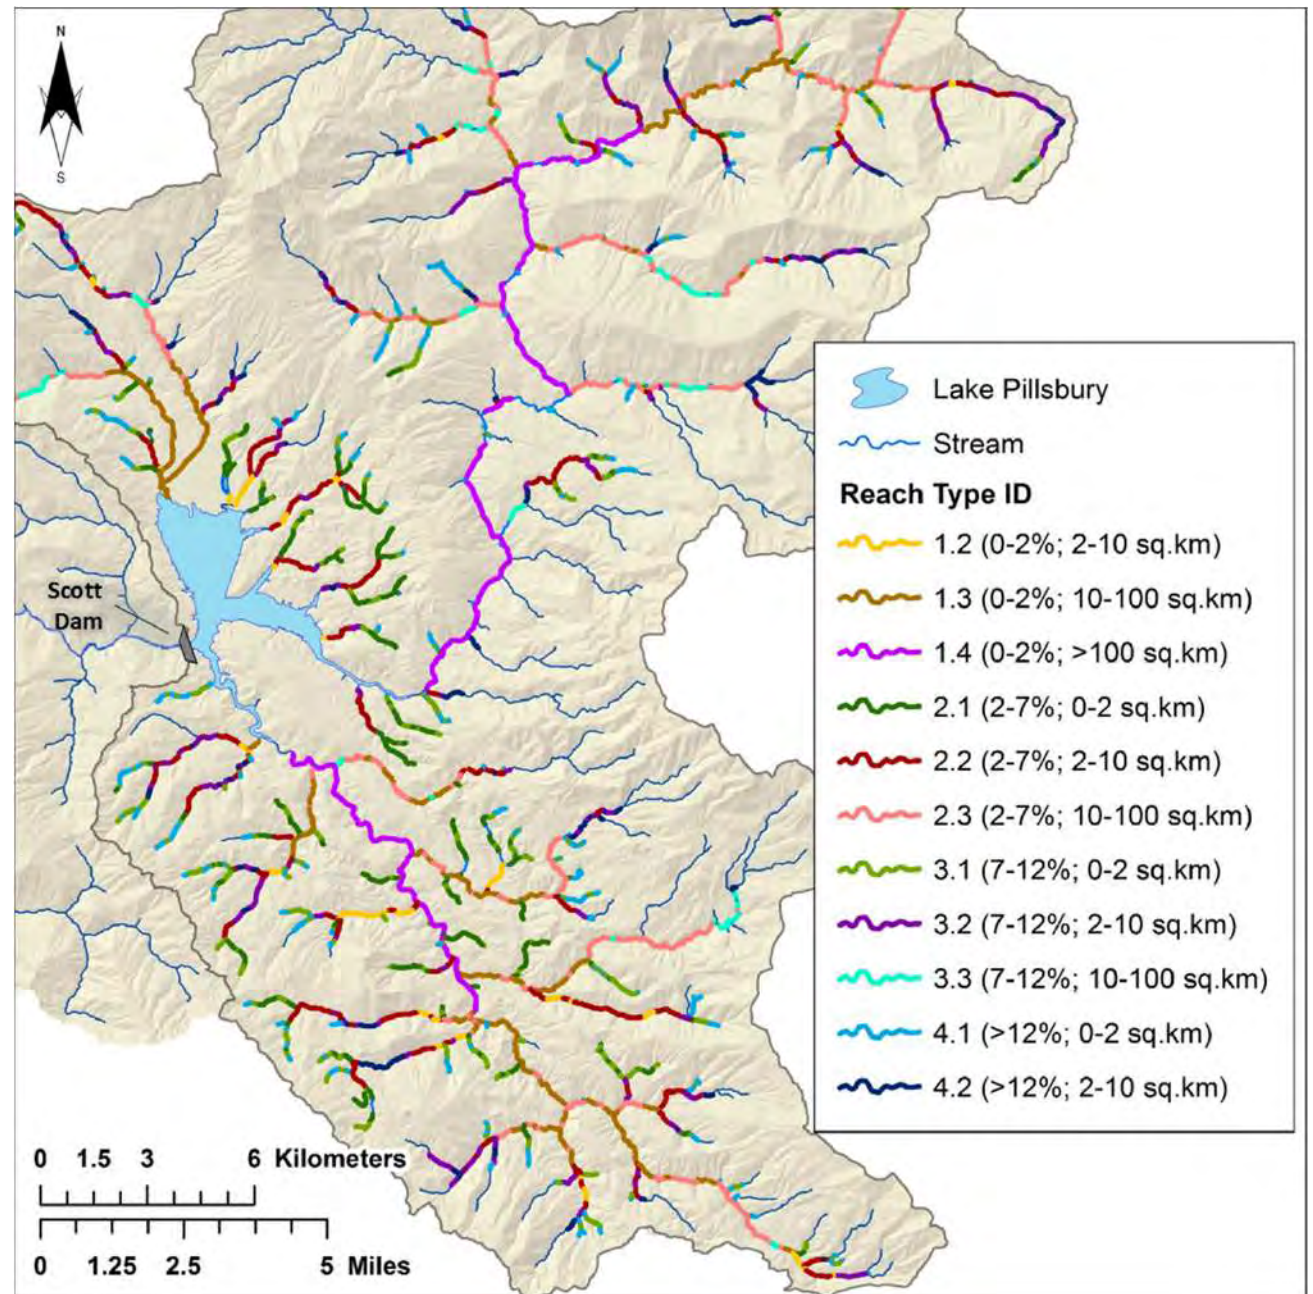 N
S
Scott
Dam
Lake Pillsbury
Stream
Reach Type ID
1.2 (0-2%; 2-10 sq.km)
1.3 (0-2%; 10-100 sq.km)
1.4 (0-2%; >100 sq.km)
2.1 (2-7%; 0-2 sq.km)
2.2 (2-7%; 2-10 sq.km)
2.3 (2-7%; 10-100 sq.km)
3.1 (7-12%; 0-2 sq.km)
3.2 (7-12%; 2-10 sq.km)
3.3 (7-12%; 10-100 sq.km)
4.1 (>12%; 0-2 sq.km)
4.2 (>12%; 2-10 sq.km)
0 1.5 3 6 Kilometers
0 1.25 2.5 5 Miles